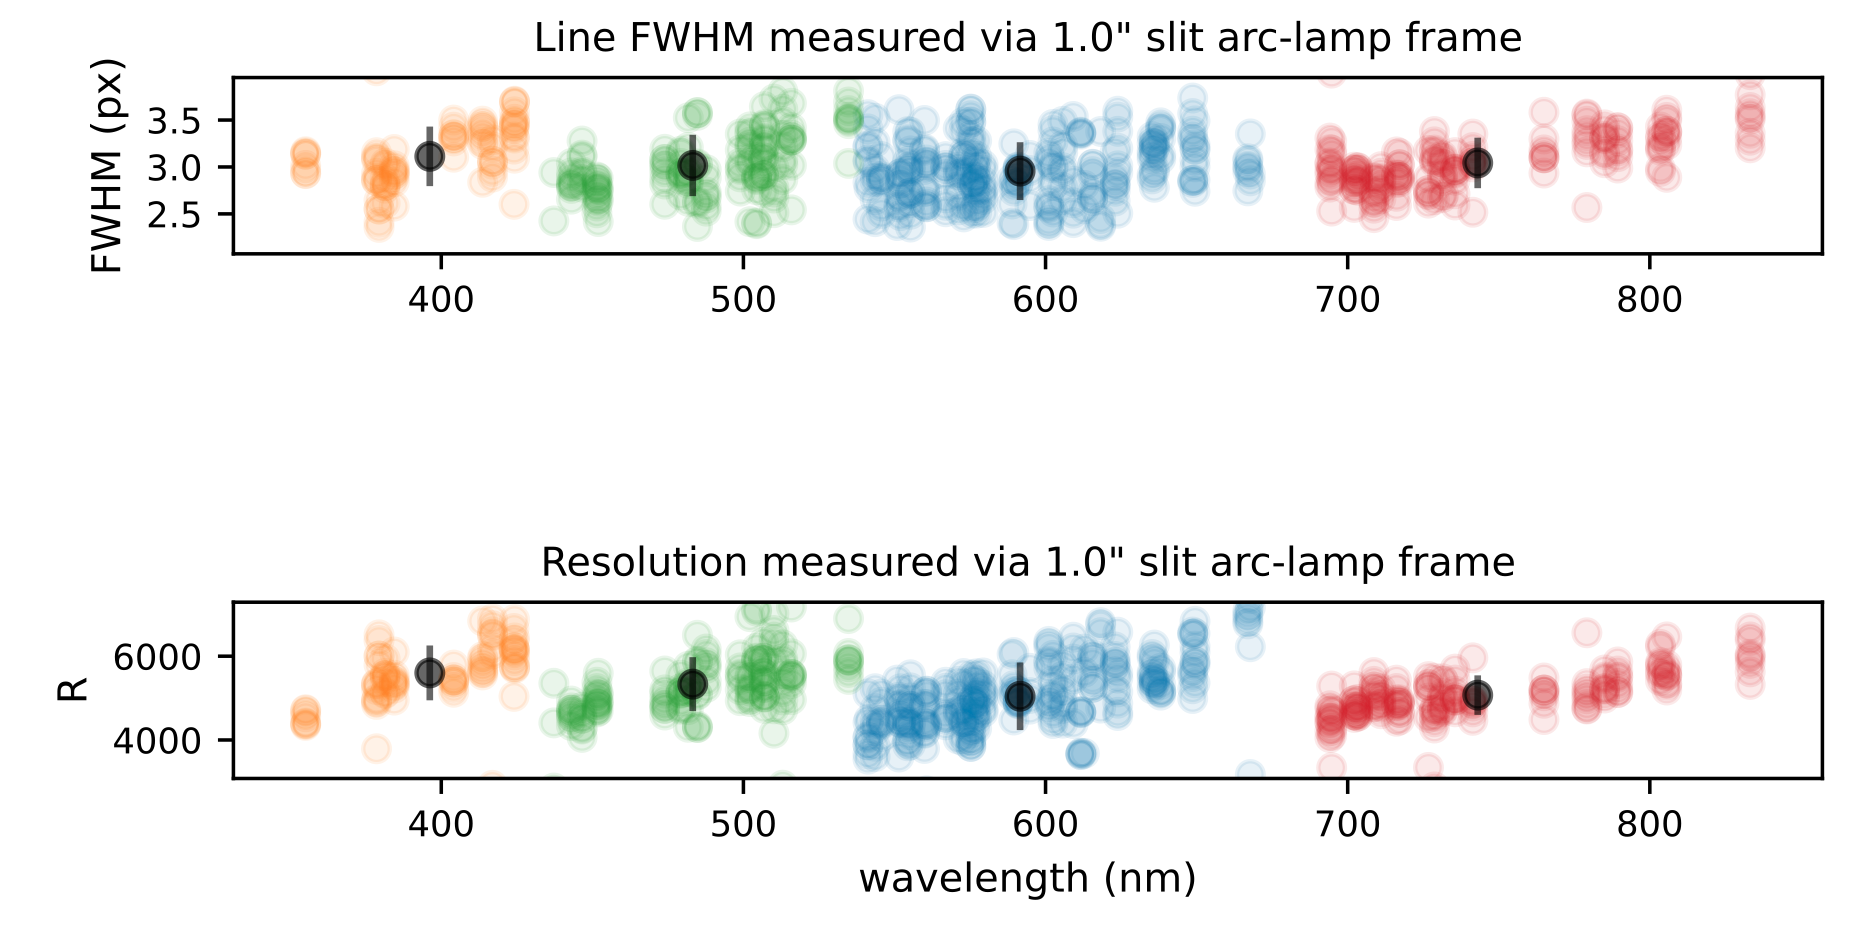 Line FWHM measured via 1.0" slit arc-lamp frame
FWHM (px)
3.5
3.0
2.5
400 500 600 700 800
Resolution measured via 1.0" slit arc-lamp frame
R
6000
4000
400 500 600 700 800
wavelength (nm)